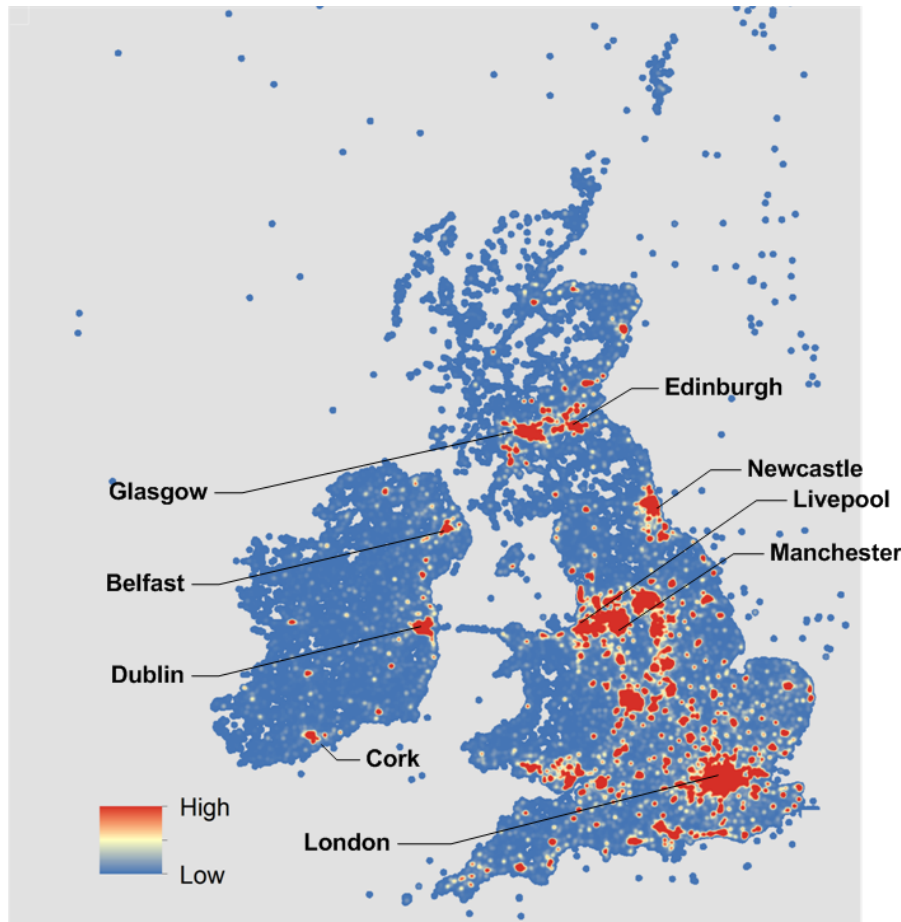 Edinburgh
Newcastle
Glasgow
Livepool
Manchester
Belfast
Dublin
Cork
High
London
Low